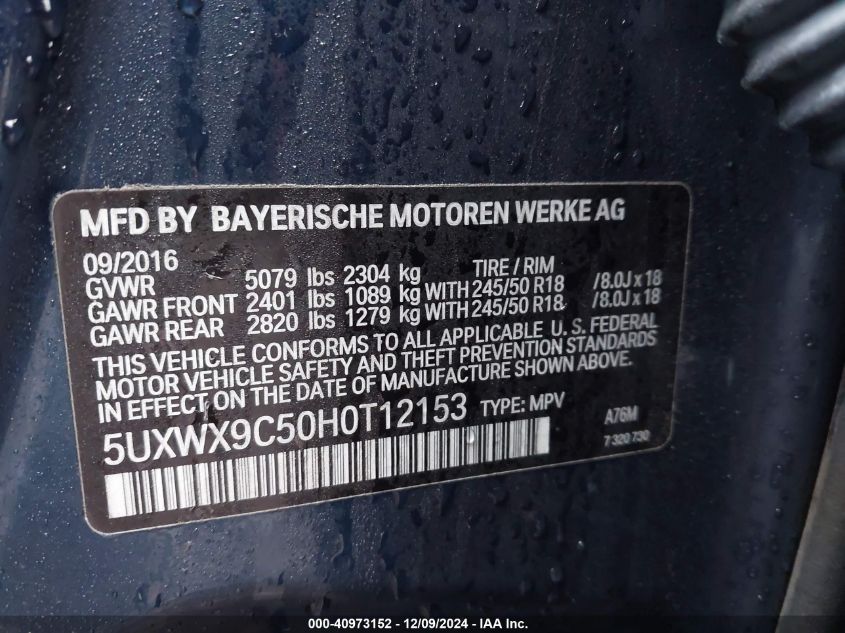 MFD BY BAYERISCHE MOTOREN WERKE AG
09/2016 TIRE / RIM
GVWR 5079 lbs 2304 kg
GAWR FRONT 2401 lbs 1089 kg WITH 245/50 R18 /8.0J x 18
GAWR REAR 2820 lbs 1279 kg WITH 245/50 R18 /8.0J x 18
THIS VEHICLE CONFORMS TO ALL APPLICABLE U. S. FEDERAL
MOTOR VEHICLE SAFETY AND THEFT PREVENTION STANDARDS
IN EFFECT ON THE DATE OF MANUFACTURE SHOWN ABOVE.
5UXWX9C50H0T12153 TYPE: MPV A76M
7 320 730
000-40973152 - 12/09/2024 - IAA Inc.